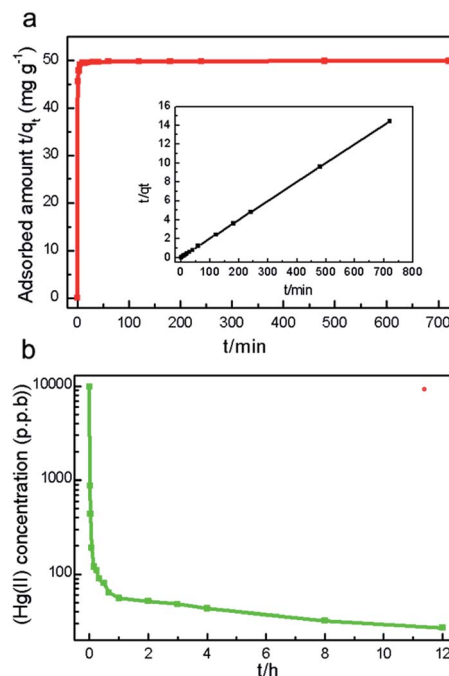 a
Adsorbed amount t/qt (mg g-1)
60
50
40
30
20
10
0
16
14
12
10
8
6
4
2
0
t/qt
0 100 200 300 400 500 600 700 800
t/min
0 100 200 300 400 500 600 700
t/min
b
(Hg(II) concentration (p.p.b)
10000
1000
100
0 2 4 6 8 10 12
t/h